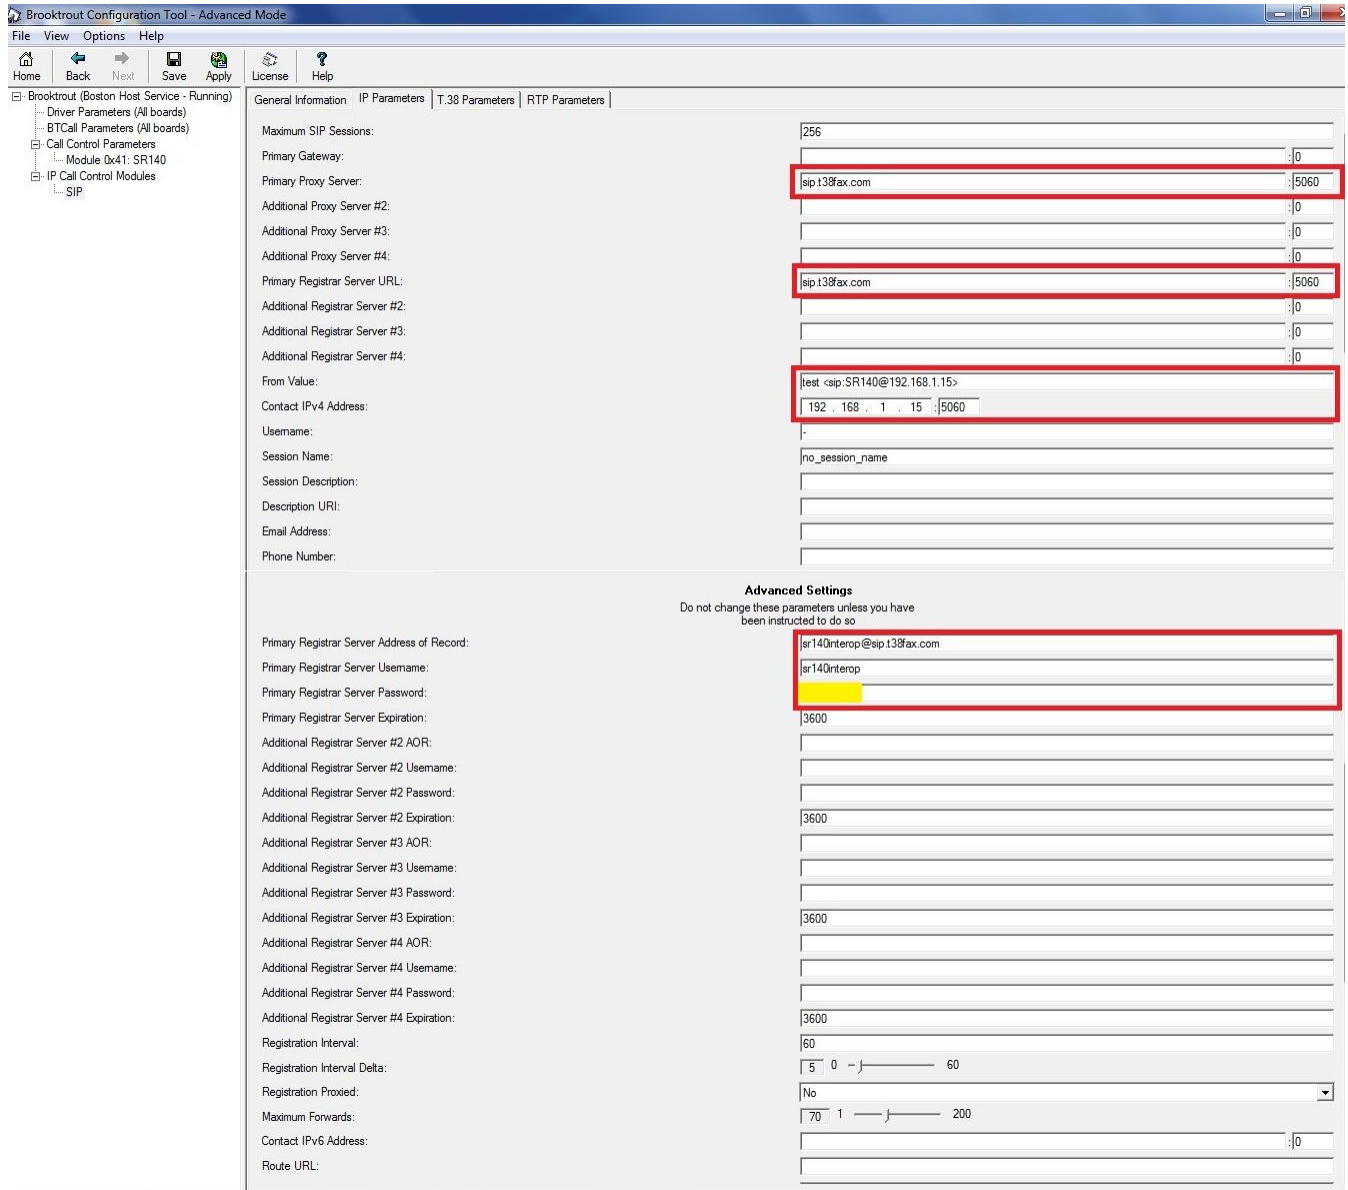 Brooktrout Configuration Tool - Advanced Mode
File View Options Help
Home Back Next Save Apply License Help
Brooktrout (Boston Host Service - Running)
Driver Parameters (All boards)
BTCall Parameters (All boards)
Call Control Parameters
Module 0x41: SR140
IP Call Control Modules
SIP
General Information IP Parameters T.38 Parameters RTP Parameters
Maximum SIP Sessions: 256
Primary Gateway: :0
Primary Proxy Server: sip.t38fax.com :5060
Additional Proxy Server #2: :0
Additional Proxy Server #3: :0
Additional Proxy Server #4: :0
Primary Registrar Server URL: sip.t38fax.com :5060
Additional Registrar Server #2: :0
Additional Registrar Server #3: :0
Additional Registrar Server #4: :0
From Value: test <sip:SR140@192.168.1.15>
Contact IPv4 Address: 192 . 168 . 1 . 15 :5060
Username: -
Session Name: no_session_name
Session Description:
Description URI:
Email Address:
Phone Number:
Advanced Settings
Do not change these parameters unless you have
been instructed to do so
Primary Registrar Server Address of Record: sr140interop@sip.t38fax.com
Primary Registrar Server Username: sr140interop
Primary Registrar Server Password:
Primary Registrar Server Expiration: 3600
Additional Registrar Server #2 AOR:
Additional Registrar Server #2 Username:
Additional Registrar Server #2 Password:
Additional Registrar Server #2 Expiration: 3600
Additional Registrar Server #3 AOR:
Additional Registrar Server #3 Username:
Additional Registrar Server #3 Password:
Additional Registrar Server #3 Expiration: 3600
Additional Registrar Server #4 AOR:
Additional Registrar Server #4 Username:
Additional Registrar Server #4 Password:
Additional Registrar Server #4 Expiration: 3600
Registration Interval: 60
Registration Interval Delta: 5 0 60
Registration Proxied: No
Maximum Forwards: 70 1 200
Contact IPv6 Address: :0
Route URL: